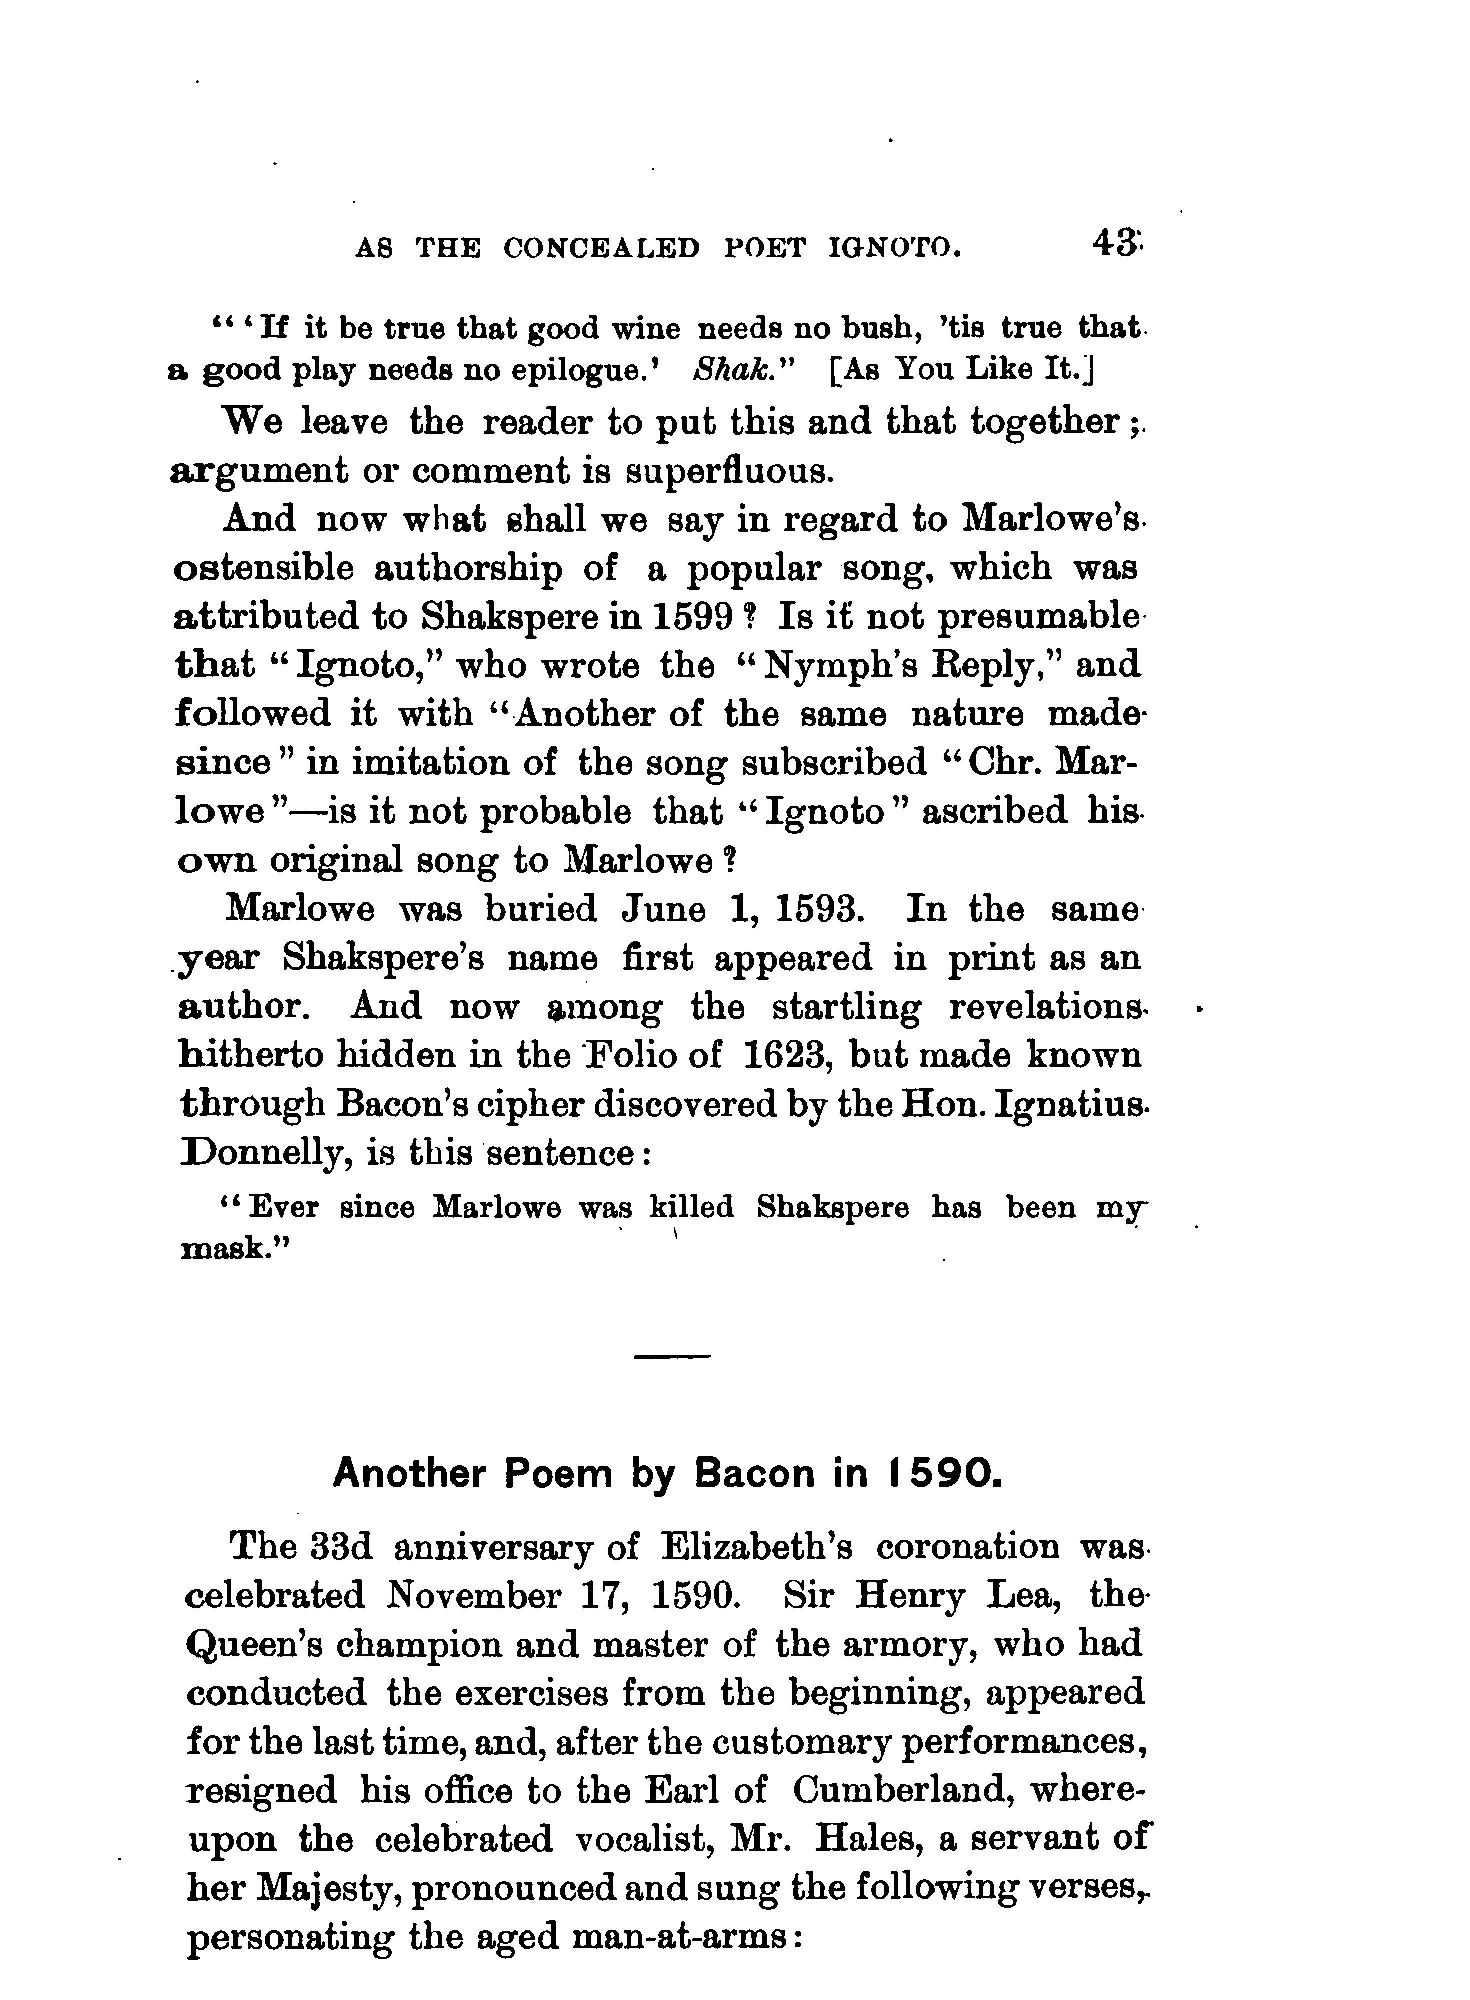 AS THE CONCEALED POET IGNOTO. 43
“‘If it be true that good wine needs no bush, ’tis true that
a good play needs no epilogue.’ Shak.” [As You Like It.]
We leave the reader to put this and that together;
argument or comment is superfluous.
And now what shall we say in regard to Marlowe’s
ostensible authorship of a popular song, which was
attributed to Shakspere in 1599? Is it not presumable
that “Ignoto,” who wrote the “Nymph’s Reply,” and
followed it with “Another of the same nature made
since” in imitation of the song subscribed “Chr. Mar-
lowe”—is it not probable that “Ignoto” ascribed his
own original song to Marlowe?
Marlowe was buried June 1, 1593. In the same
year Shakspere’s name first appeared in print as an
author. And now among the startling revelations
hitherto hidden in the Folio of 1623, but made known
through Bacon’s cipher discovered by the Hon. Ignatius
Donnelly, is this sentence:
“Ever since Marlowe was killed Shakspere has been my
mask.”
Another Poem by Bacon in 1590.
The 33d anniversary of Elizabeth’s coronation was
celebrated November 17, 1590. Sir Henry Lea, the
Queen’s champion and master of the armory, who had
conducted the exercises from the beginning, appeared
for the last time, and, after the customary performances,
resigned his office to the Earl of Cumberland, where-
upon the celebrated vocalist, Mr. Hales, a servant of
her Majesty, pronounced and sung the following verses,
personating the aged man-at-arms: